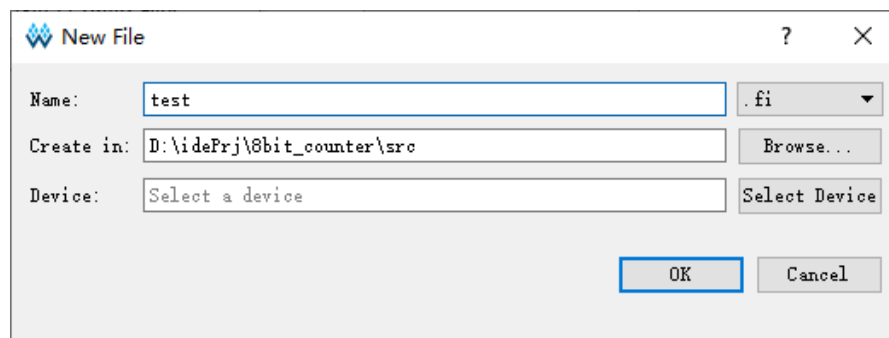 New File
?
Name:
test
.fi
Create in:
D:\idePrj\8bit_counter\src
Browse...
Device:
Select a device
Select Device
OK
Cancel